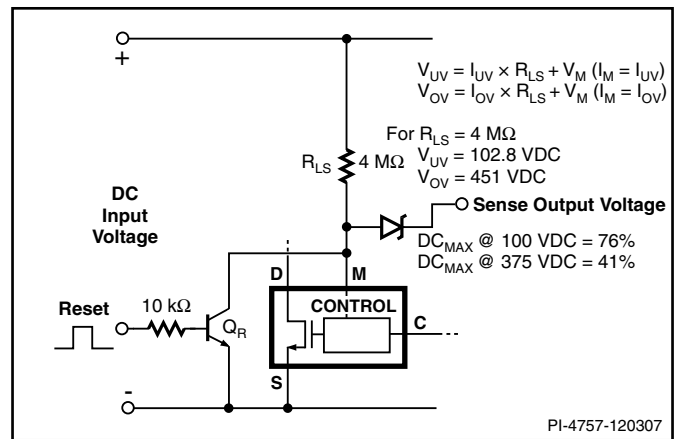 +
V_UV = I_UV × R_LS + V_M (I_M = I_UV)
V_OV = I_OV × R_LS + V_M (I_M = I_OV)
For R_LS = 4 MΩ
V_UV = 102.8 VDC
V_OV = 451 VDC
R_LS 4 MΩ
DC
Input
Voltage
Sense Output Voltage
DC_MAX @ 100 VDC = 76%
DC_MAX @ 375 VDC = 41%
D M
CONTROL
C
Reset
10 kΩ
Q_R
S
-
PI-4757-120307